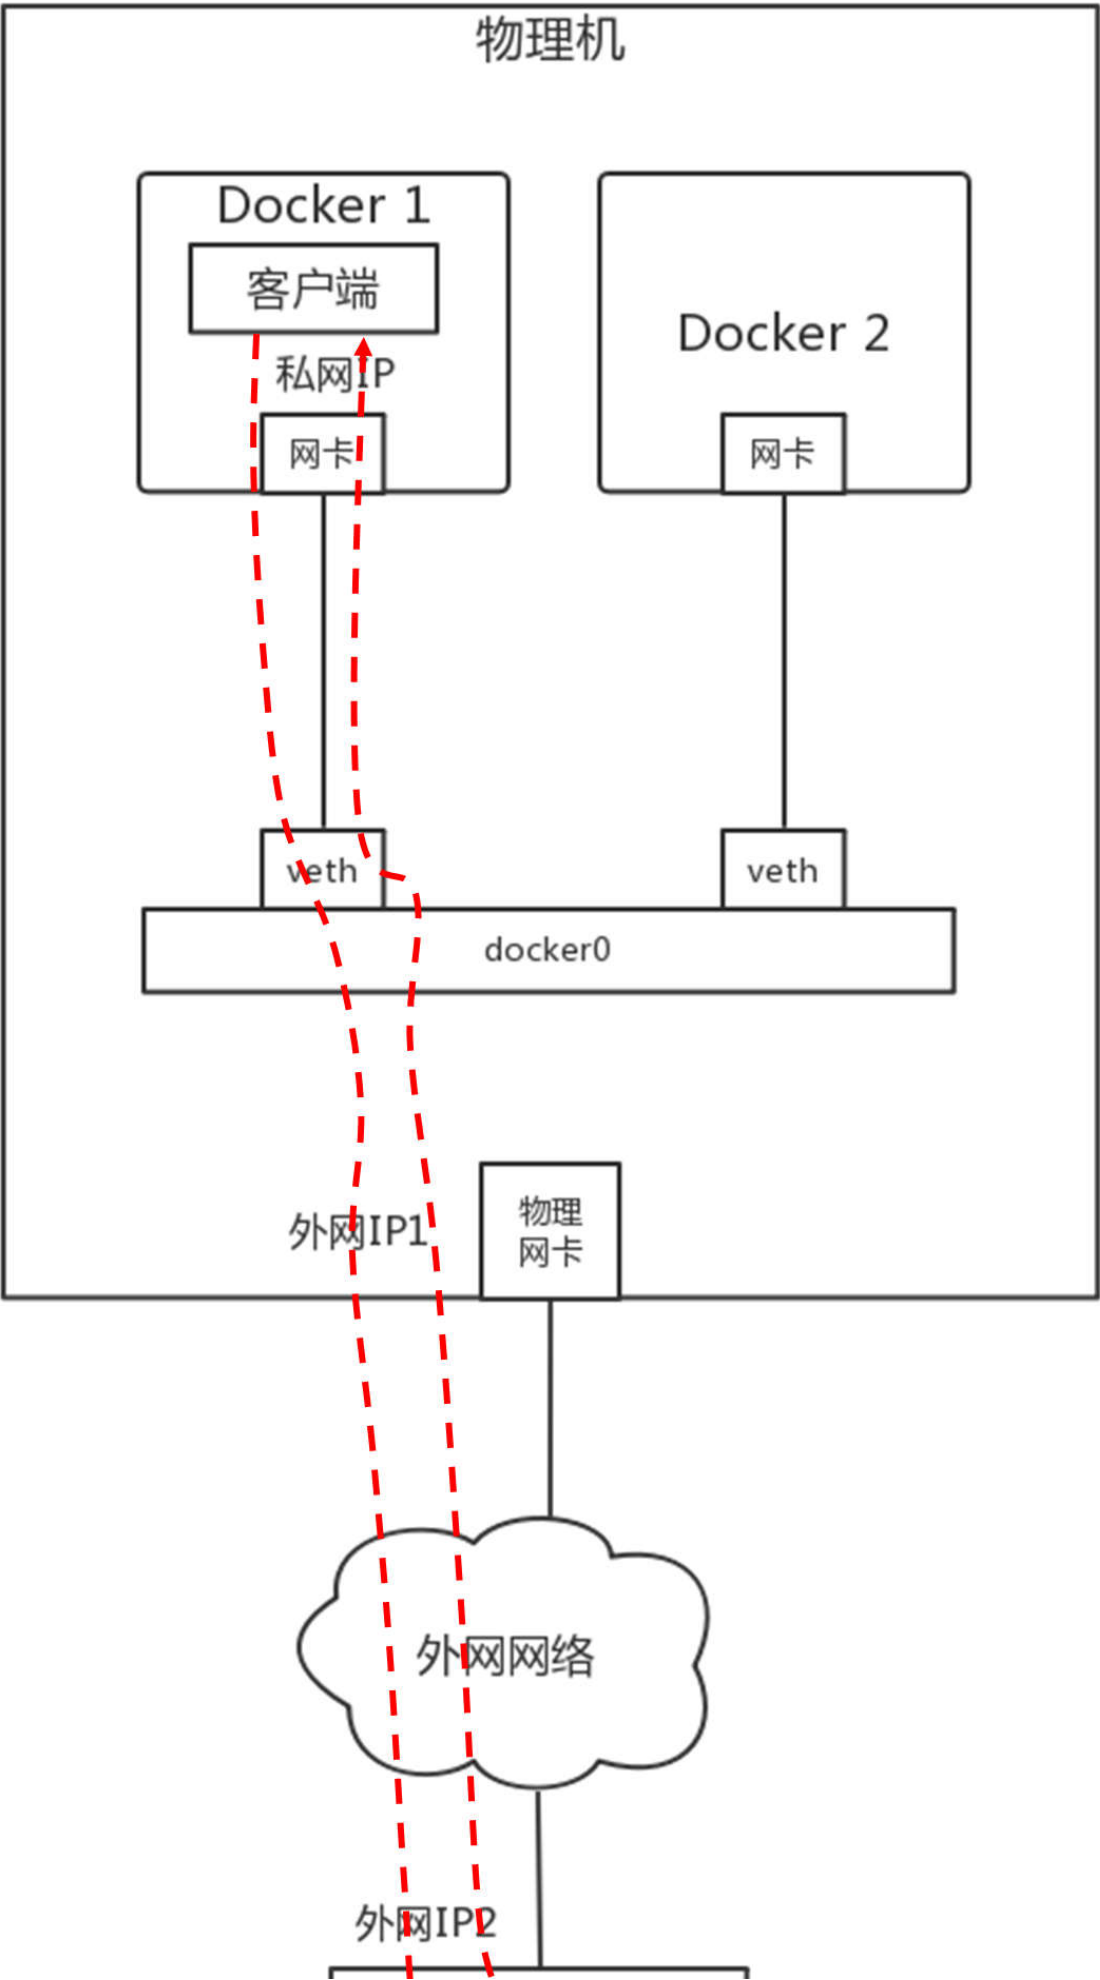 物理机
Docker 1
客户端
私网IP
网卡
Docker 2
网卡
veth
veth
docker0
外网IP1
物理
网卡
外网网络
外网IP2